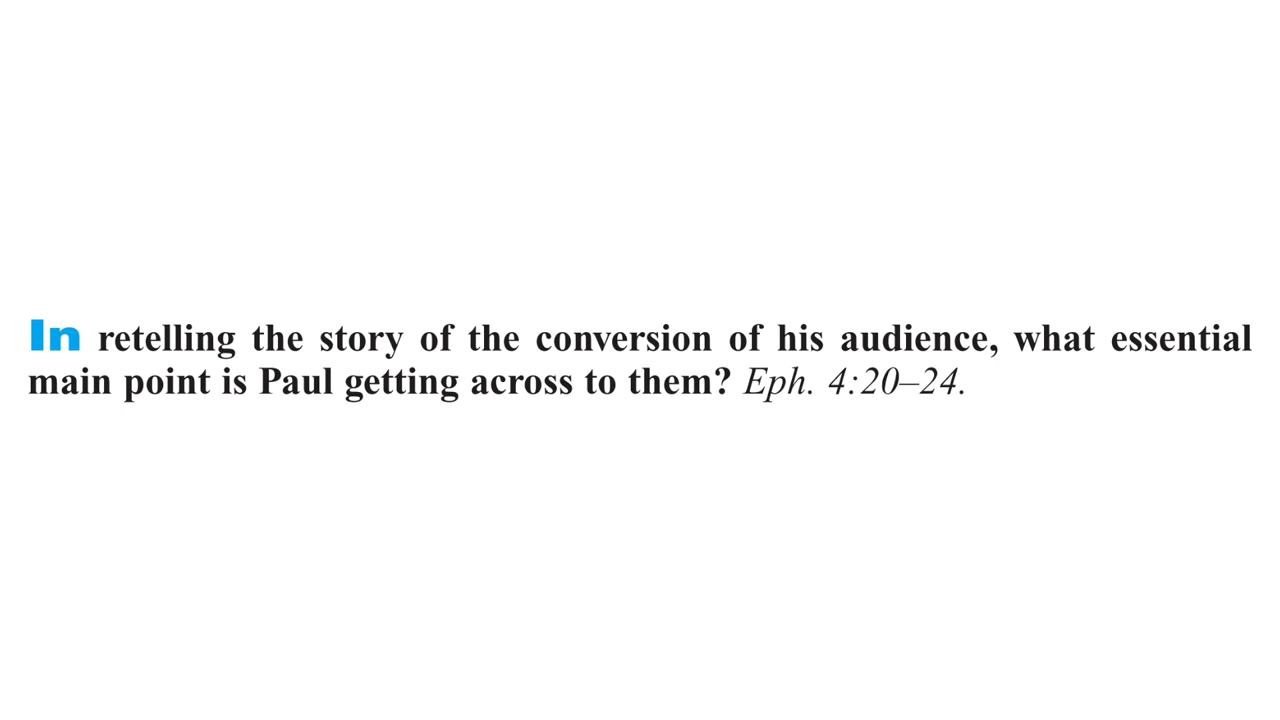 In retelling the story of the conversion of his audience, what essential
main point is Paul getting across to them? Eph. 4:20–24.